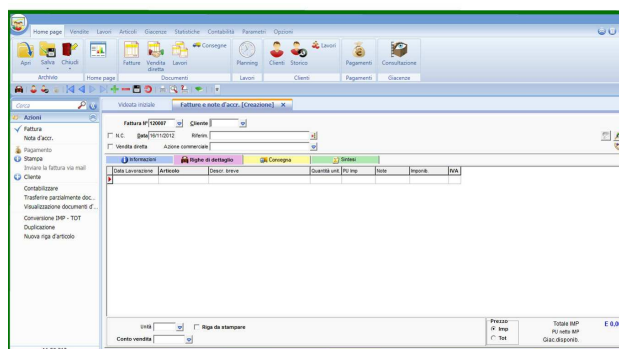 Home page Vendite Lavori Articoli Giacenze Statistiche Contabilità Parametri Opzioni
Apri Salva Chiudi Fatture Vendita diretta Lavori Consegne Planning Clienti Storico Lavori Pagamenti Consultazione
Archivio Home page Documenti Lavori Clienti Pagamenti Giacenze
Cerca
Videata iniziale Fatture e note d'accr. [Creazione] X
Azioni
Fattura
Nota d'accr.
Pagamento
Stampa
Inviare la fattura via mail
Cliente
Contabilizzare
Trasferire parzialmente doc...
Visualizzazione documenti d'...
Conversione IMP - TOT
Duplicazione
Nuova riga d'articolo
Fattura N° 120007 Cliente
N.C. Data 16/11/2012 Riferim.
Vendita diretta Azione commerciale
Informazioni Righe di dettaglio Consegna Sintesi
Data Lavorazione Articolo Descr. breve Quantità unit. PU Imp Note Imponib. IVA
Unità Riga da stampare
Conto vendita
Prezzo
Imp
Tot
Totale IMP E 0,0
PU netto IMP
Giac.disponib.